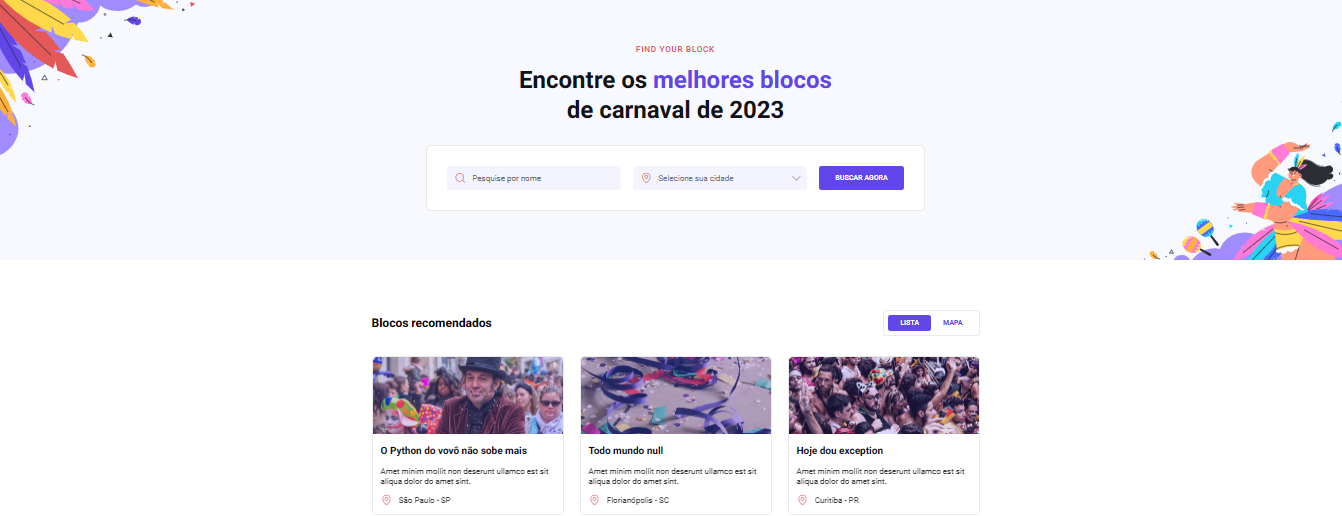 FIND YOUR BLOCK
Encontre os melhores blocos
de carnaval de 2023
Pesquise por nome
Selecione sua cidade
BUSCAR AGORA
Blocos recomendados
LISTA
MAPA
O Python do vovô não sobe mais
Amet minim mollit non deserunt ullamco est sit
aliqua dolor do amet sint.
São Paulo - SP
Todo mundo null
Amet minim mollit non deserunt ullamco est sit
aliqua dolor do amet sint.
Florianópolis - SC
Hoje dou exception
Amet minim mollit non deserunt ullamco est sit
aliqua dolor do amet sint.
Curitiba - PR